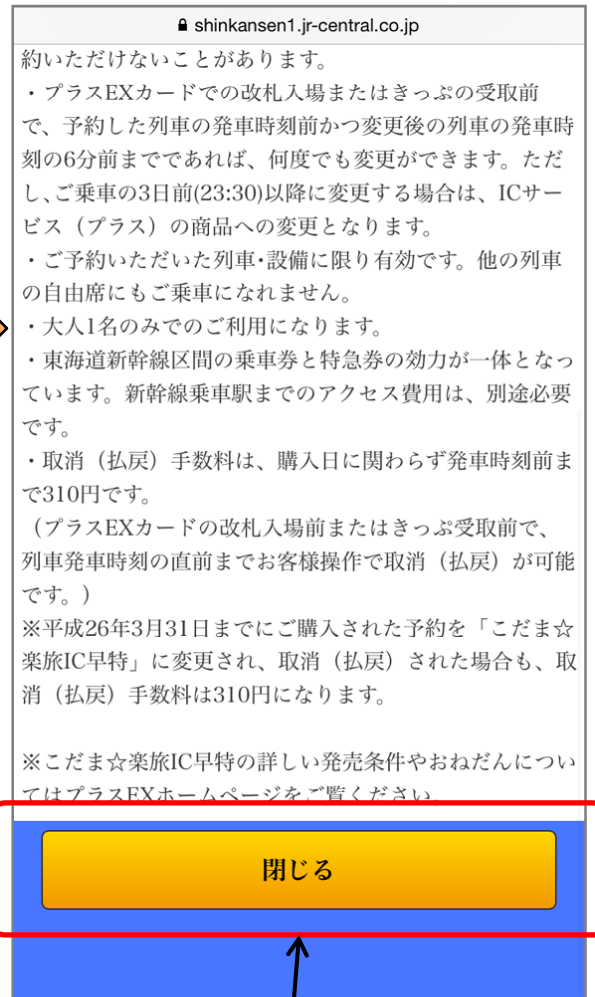 shinkansen1.jr-central.co.jp
約いただけないことがあります。
・プラスEXカードでの改札入場またはきっぷの受取前
で、予約した列車の発車時刻前かつ変更後の列車の発車時
刻の6分前までであれば、何度でも変更ができます。ただ
し、ご乗車の3日前(23:30)以降に変更する場合は、ICサー
ビス（プラス）の商品への変更となります。
・ご予約いただいた列車･設備に限り有効です。他の列車
の自由席にもご乗車になれません。
・大人1名のみでのご利用になります。
・東海道新幹線区間の乗車券と特急券の効力が一体となっ
ています。新幹線乗車駅までのアクセス費用は、別途必要
です。
・取消（払戻）手数料は、購入日に関わらず発車時刻前ま
で310円です。
（プラスEXカードの改札入場前またはきっぷ受取前で、
列車発車時刻の直前までお客様操作で取消（払戻）が可能
です。）
※平成26年3月31日までにご購入された予約を「こだま☆
楽旅IC早特」に変更され、取消（払戻）された場合も、取
消（払戻）手数料は310円になります。
※こだま☆楽旅IC早特の詳しい発売条件やおねだんについ
てはプラスEXホームページをご覧ください。
閉じる